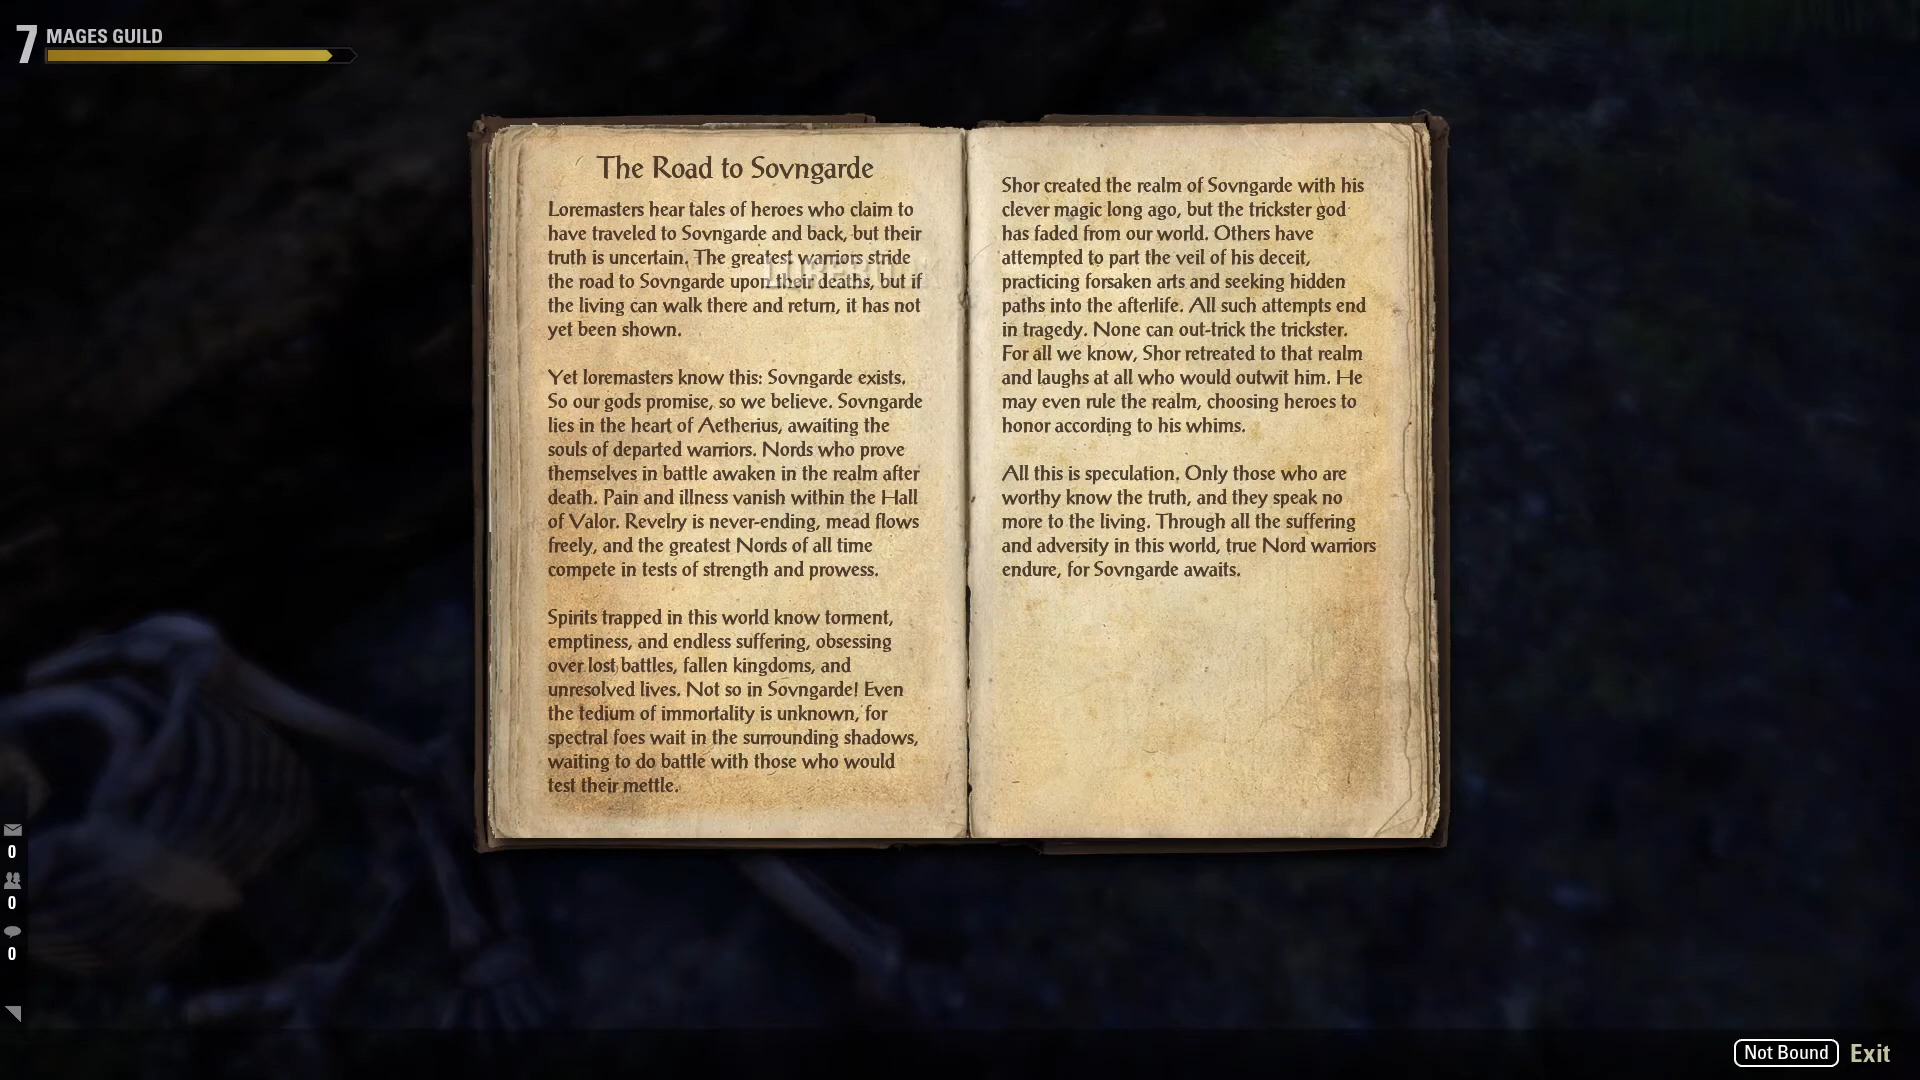 7 MAGES GUILD
The Road to Sovngarde
Loremasters hear tales of heroes who claim to
have traveled to Sovngarde and back, but their
truth is uncertain. The greatest warriors stride
the road to Sovngarde upon their deaths, but if
the living can walk there and return, it has not
yet been shown.
Yet loremasters know this: Sovngarde exists.
So our gods promise, so we believe. Sovngarde
lies in the heart of Aetherius, awaiting the
souls of departed warriors. Nords who prove
themselves in battle awaken in the realm after
death. Pain and illness vanish within the Hall
of Valor. Revelry is never-ending, mead flows
freely, and the greatest Nords of all time
compete in tests of strength and prowess.
Spirits trapped in this world know torment,
emptiness, and endless suffering, obsessing
over lost battles, fallen kingdoms, and
unresolved lives. Not so in Sovngarde! Even
the tedium of immortality is unknown, for
spectral foes wait in the surrounding shadows,
waiting to do battle with those who would
test their mettle.
Shor created the realm of Sovngarde with his
clever magic long ago, but the trickster god
has faded from our world. Others have
attempted to part the veil of his deceit,
practicing forsaken arts and seeking hidden
paths into the afterlife. All such attempts end
in tragedy. None can out-trick the trickster.
For all we know, Shor retreated to that realm
and laughs at all who would outwit him. He
may even rule the realm, choosing heroes to
honor according to his whims.
All this is speculation. Only those who are
worthy know the truth, and they speak no
more to the living. Through all the suffering
and adversity in this world, true Nord warriors
endure, for Sovngarde awaits.
0
0
0
Not Bound Exit